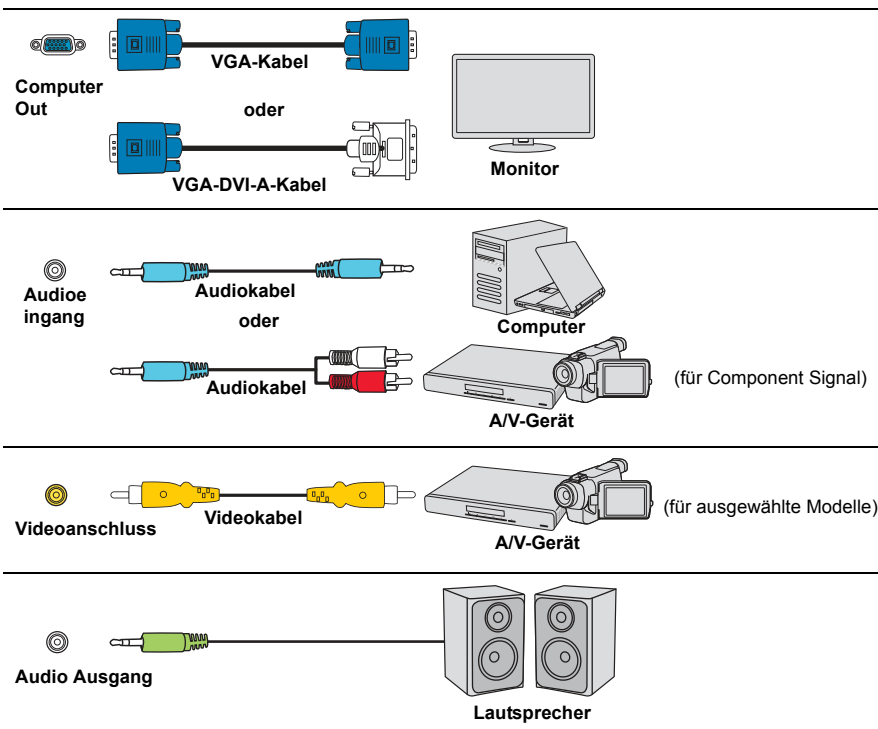 VGA-Kabel
Computer
Out
oder
Monitor
VGA-DVI-A-Kabel
Audioe
ingang
Audiokabel
oder
Computer
Audiokabel
(für Component Signal)
A/V-Gerät
Videoanschluss
Videokabel
(für ausgewählte Modelle)
A/V-Gerät
Audio Ausgang
Lautsprecher